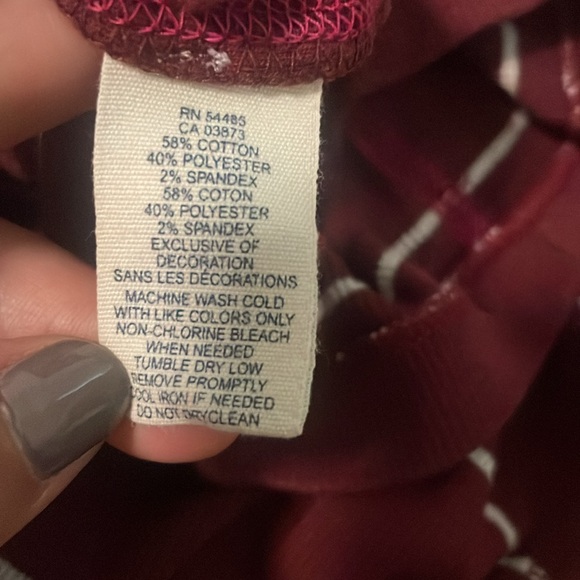 RN 54485
CA 03873
58% COTTON
40% POLYESTER
2% SPANDEX
58% COTON
40% POLYESTER
2% SPANDEX
EXCLUSIVE OF
DECORATION
SANS LES DÉCORATIONS
MACHINE WASH COLD
WITH LIKE COLORS ONLY
NON-CHLORINE BLEACH
WHEN NEEDED
TUMBLE DRY LOW
REMOVE PROMPTLY
COOL IRON IF NEEDED
DO NOT DRYCLEAN